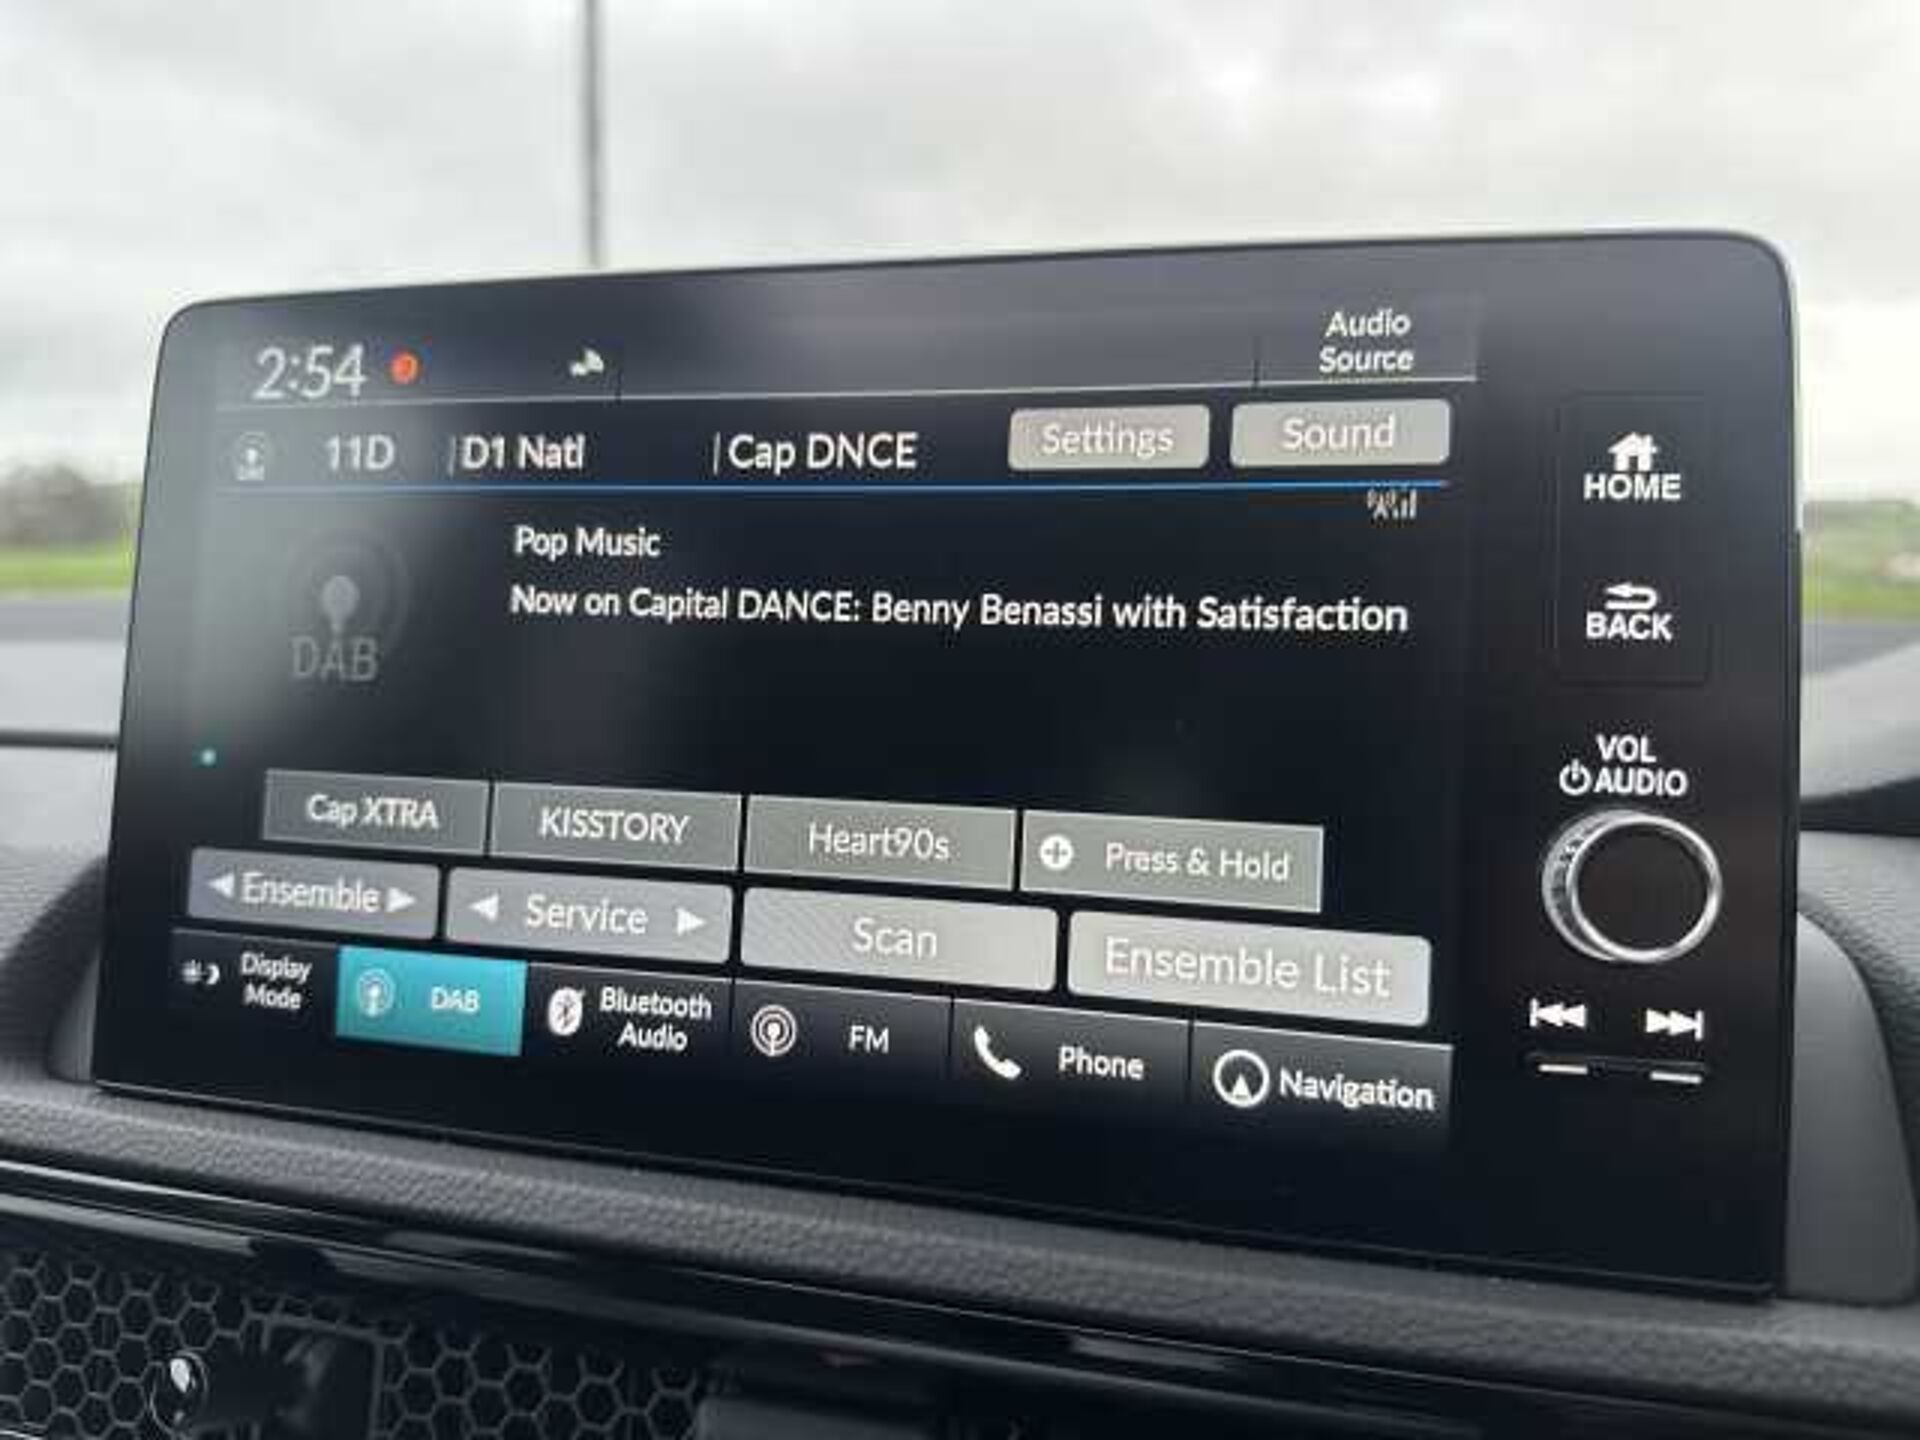 2:54
Audio
Source
11D | D1 Natl | Cap DNCE
Settings
Sound
HOME
Pop Music
Now on Capital DANCE: Benny Benassi with Satisfaction
DAB
BACK
VOL
AUDIO
Cap XTRA
KISSTORY
Heart90s
Press & Hold
Ensemble
Service
Scan
Ensemble List
Display
Mode
DAB
Bluetooth
Audio
FM
Phone
Navigation